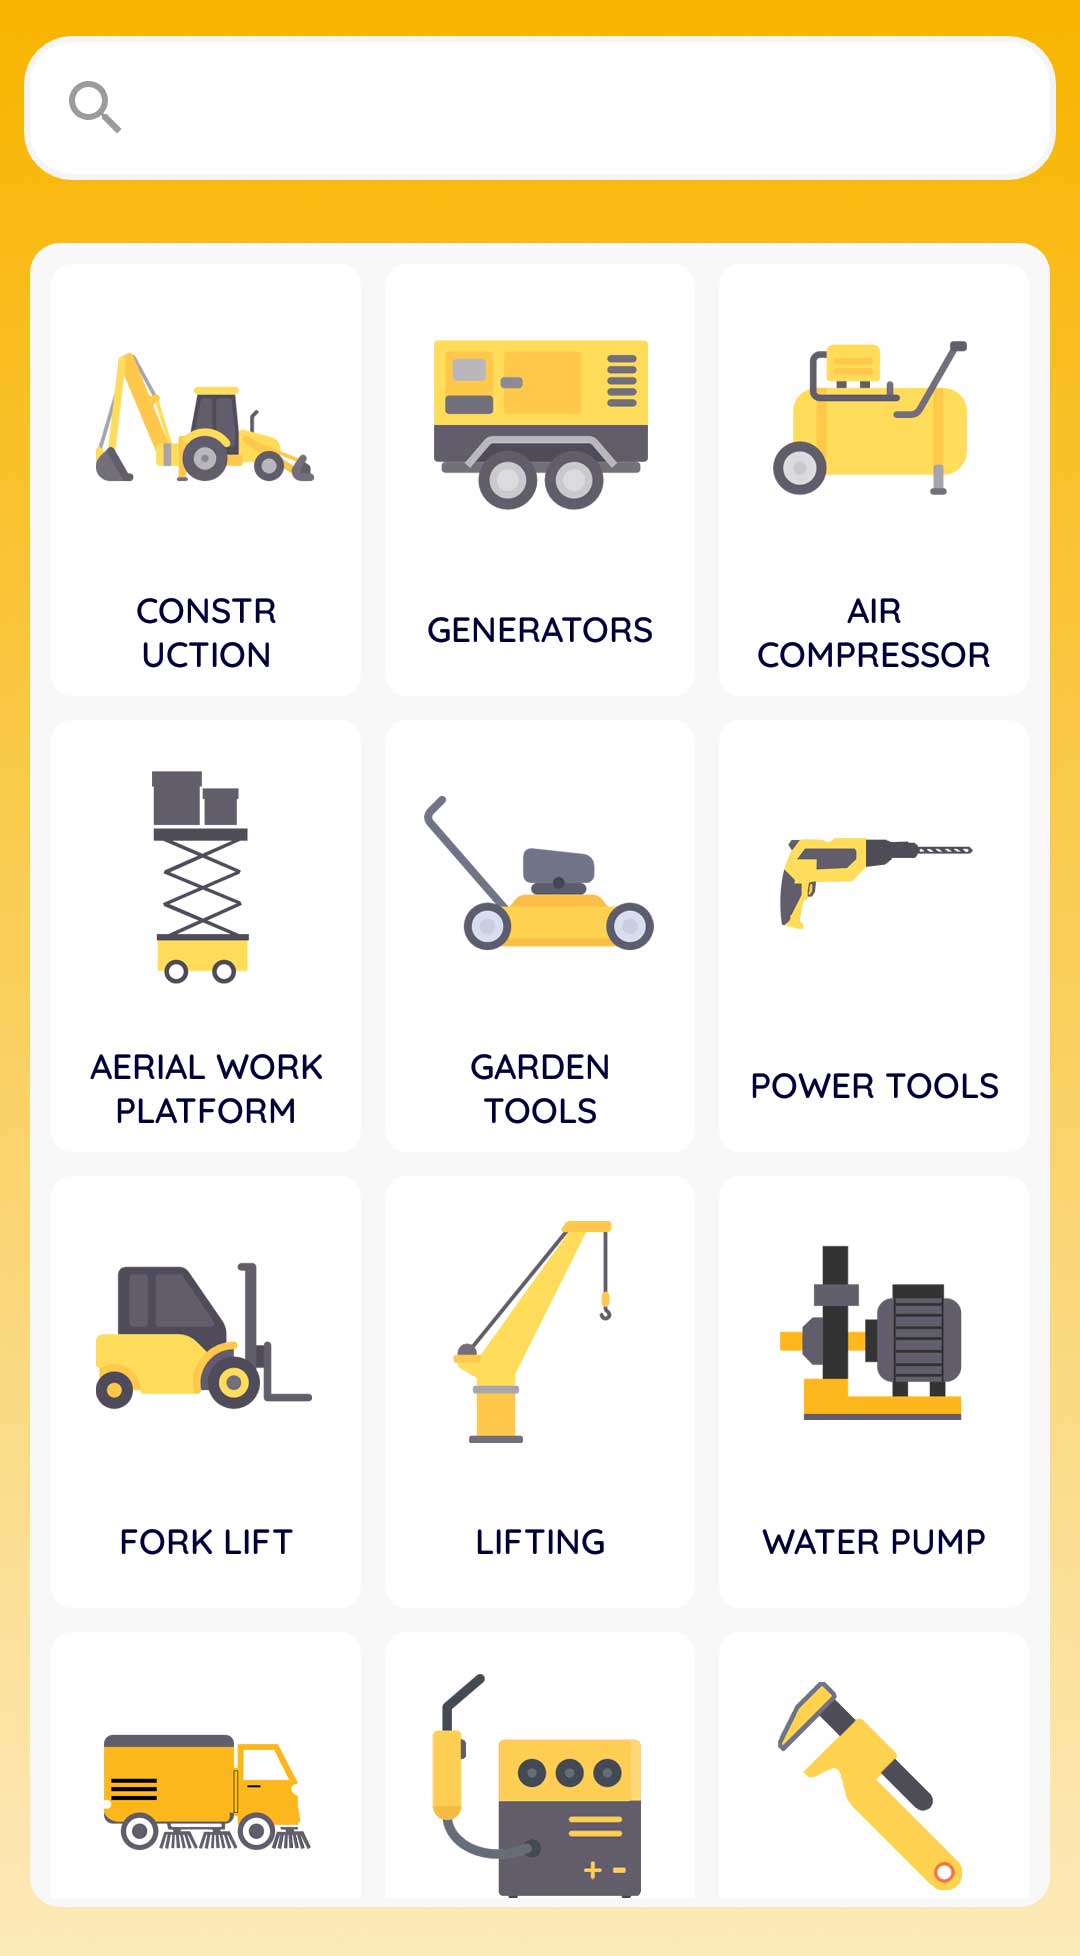 CONSTR
UCTION
GENERATORS
AIR
COMPRESSOR
AERIAL WORK
PLATFORM
GARDEN
TOOLS
POWER TOOLS
FORK LIFT
LIFTING
WATER PUMP